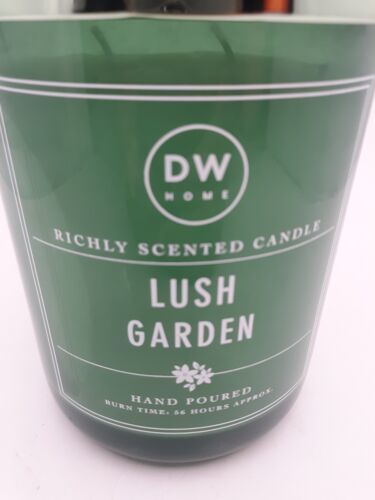 DW
HOME
RICHLY SCENTED CANDLE
LUSH
GARDEN
HAND POURED
BURN TIME: 56 HOURS APPROX.